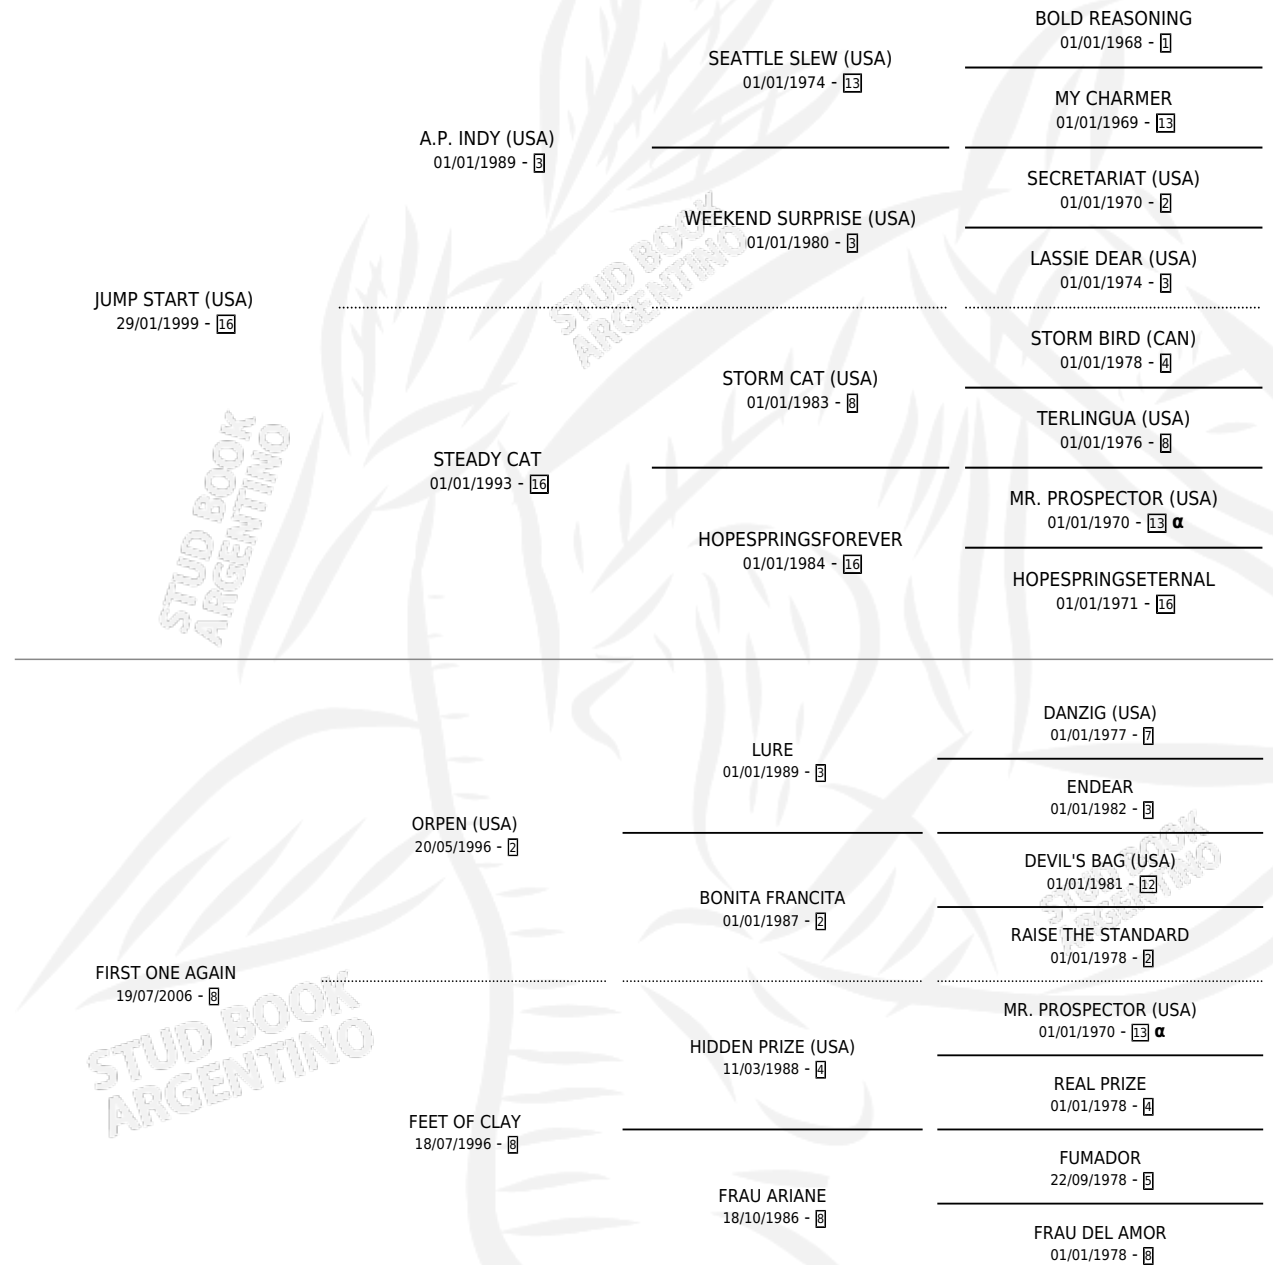 BOLD REASONING
01/01/1968 - 1
SEATTLE SLEW (USA)
01/01/1974 - 13
MY CHARMER
01/01/1969 - 13
A.P. INDY (USA)
01/01/1989 - 3
SECRETARIAT (USA)
01/01/1970 - 2
WEEKEND SURPRISE (USA)
01/01/1980 - 3
LASSIE DEAR (USA)
01/01/1974 - 3
STUD BOOK
ARGENTINO
JUMP START (USA)
29/01/1999 - 16
STORM BIRD (CAN)
01/01/1978 - 4
STORM CAT (USA)
01/01/1983 - 8
TERLINGUA (USA)
01/01/1976 - 8
STEADY CAT
01/01/1993 - 16
MR. PROSPECTOR (USA)
01/01/1970 - 13 α
HOPESPRINGSFOREVER
01/01/1984 - 16
HOPESPRINGSETERNAL
01/01/1971 - 16
STUD BOOK
ARGENTINO
DANZIG (USA)
01/01/1977 - 7
LURE
01/01/1989 - 3
ENDEAR
01/01/1982 - 3
ORPEN (USA)
20/05/1996 - 2
DEVIL'S BAG (USA)
01/01/1981 - 12
BONITA FRANCITA
01/01/1987 - 2
RAISE THE STANDARD
01/01/1978 - 2
STUD BOOK
ARGENTINO
FIRST ONE AGAIN
19/07/2006 - 8
MR. PROSPECTOR (USA)
01/01/1970 - 13 α
HIDDEN PRIZE (USA)
11/03/1988 - 4
REAL PRIZE
01/01/1978 - 4
STUD BOOK
ARGENTINO
FEET OF CLAY
18/07/1996 - 8
FUMADOR
22/09/1978 - 5
FRAU ARIANE
18/10/1986 - 8
FRAU DEL AMOR
01/01/1978 - 8